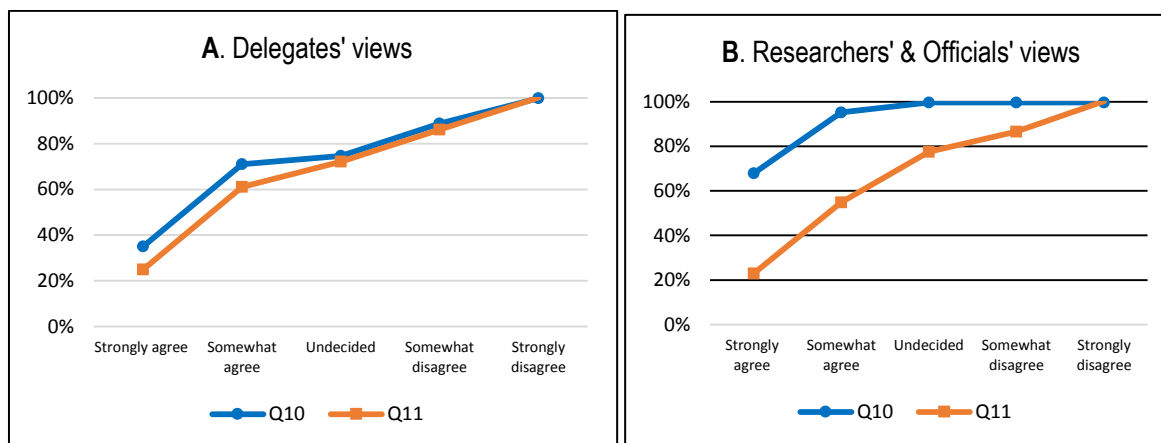 A. Delegates' views
100%
80%
60%
40%
20%
0%
Strongly agree
Somewhat
agree
Undecided
Somewhat
disagree
Strongly
disagree
Q10
Q11
B. Researchers' & Officials' views
100%
80%
60%
40%
20%
0%
Strongly
agree
Somewhat
agree
Undecided
Somewhat
disagree
Strongly
disagree
Q10
Q11